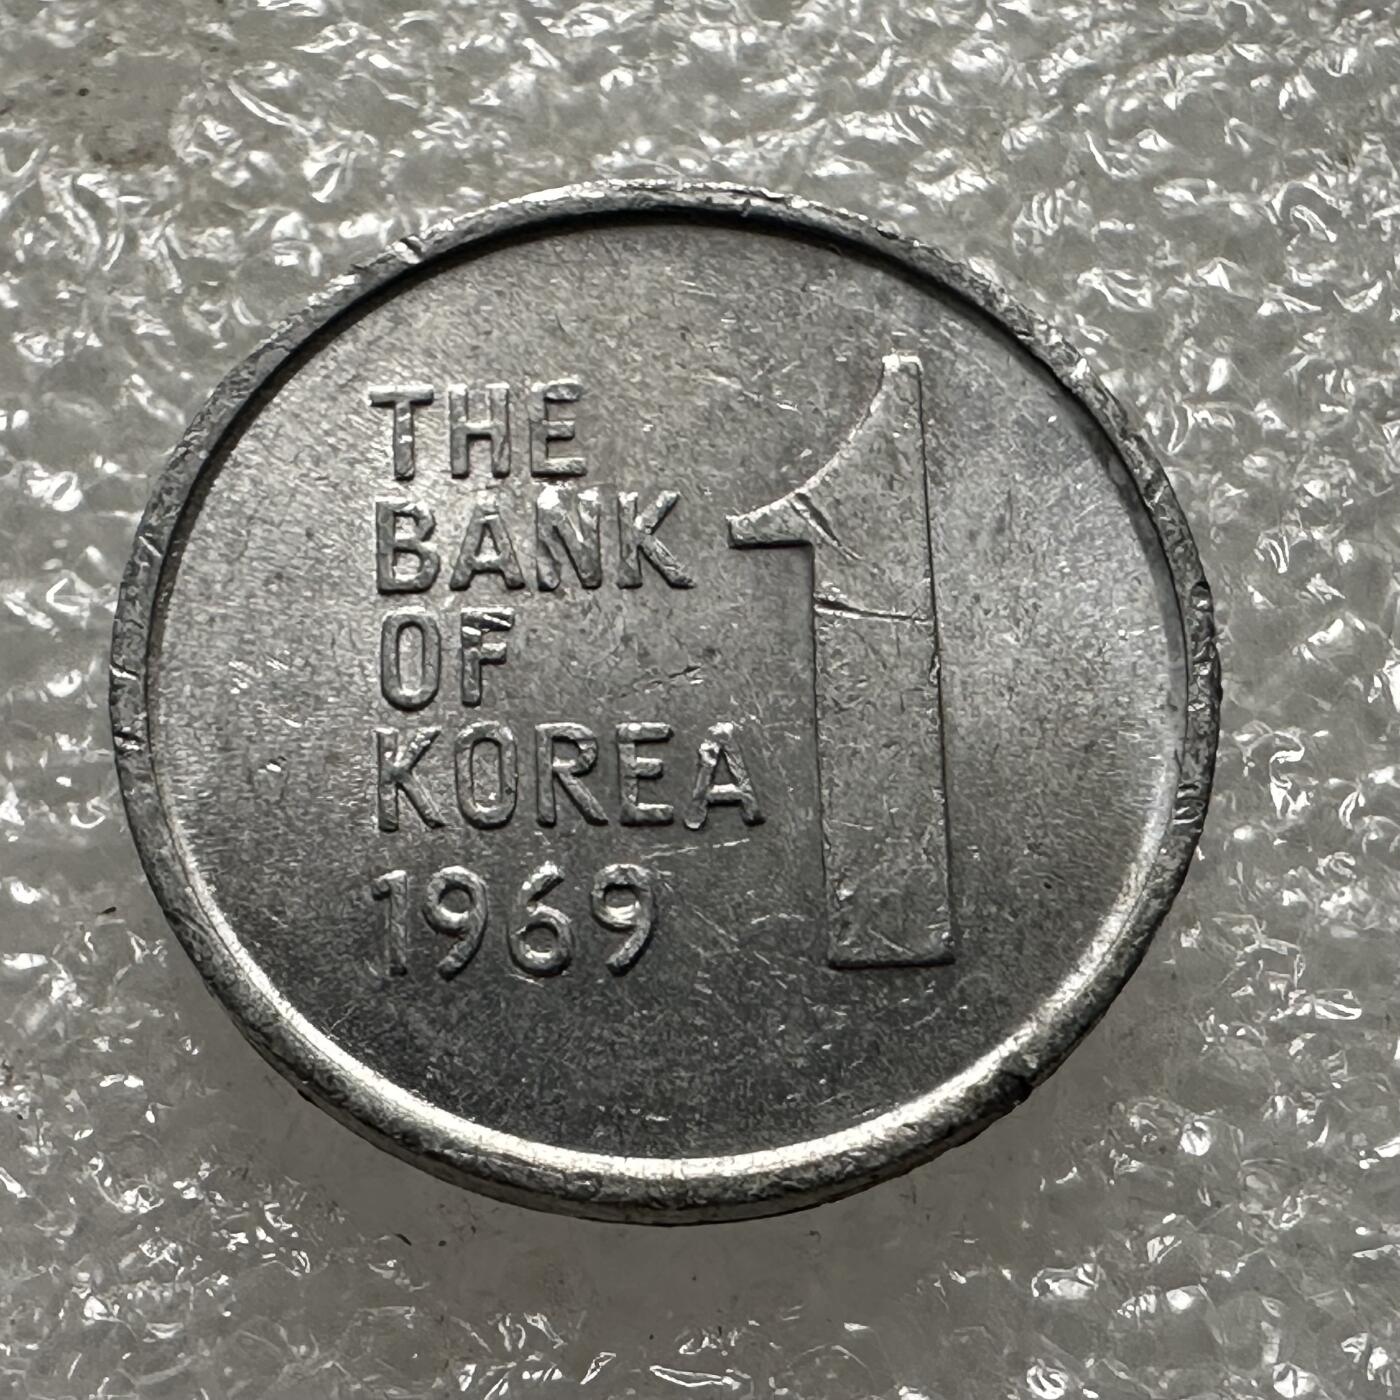 THE
BANK
OF
KOREA
1969
1